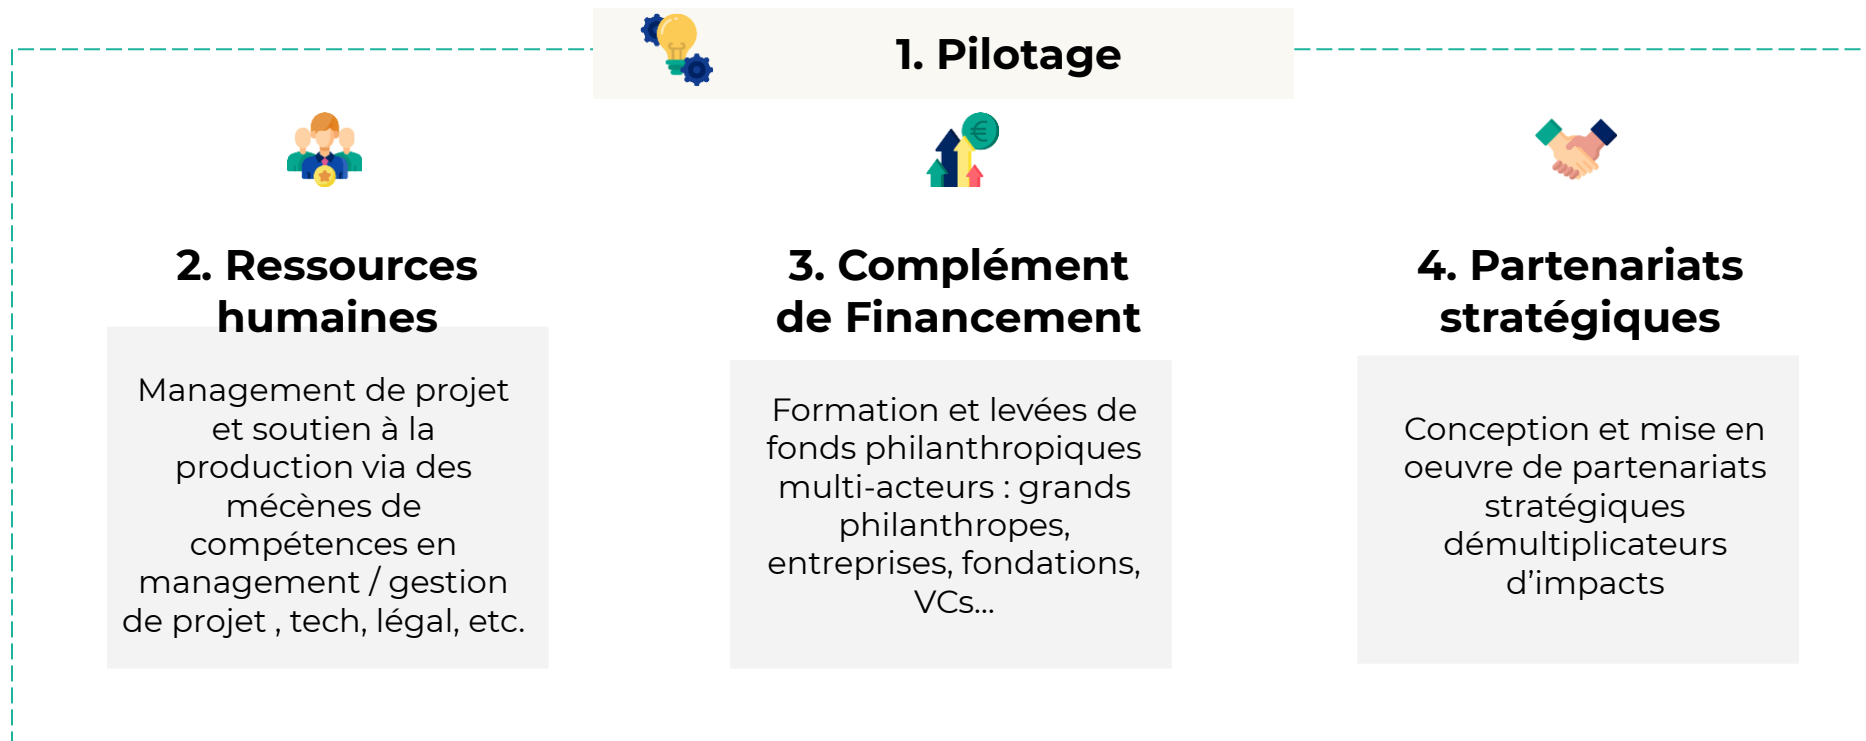 1. Pilotage
2. Ressources
humaines
Management de projet
et soutien à la
production via des
mécènes de
compétences en
management / gestion
de projet , tech, légal, etc.
3. Complément
de Financement
Formation et levées de
fonds philanthropiques
multi-acteurs : grands
philanthropes,
entreprises, fondations,
VCs...
4. Partenariats
stratégiques
Conception et mise en
oeuvre de partenariats
stratégiques
démultiplicateurs
d’impacts